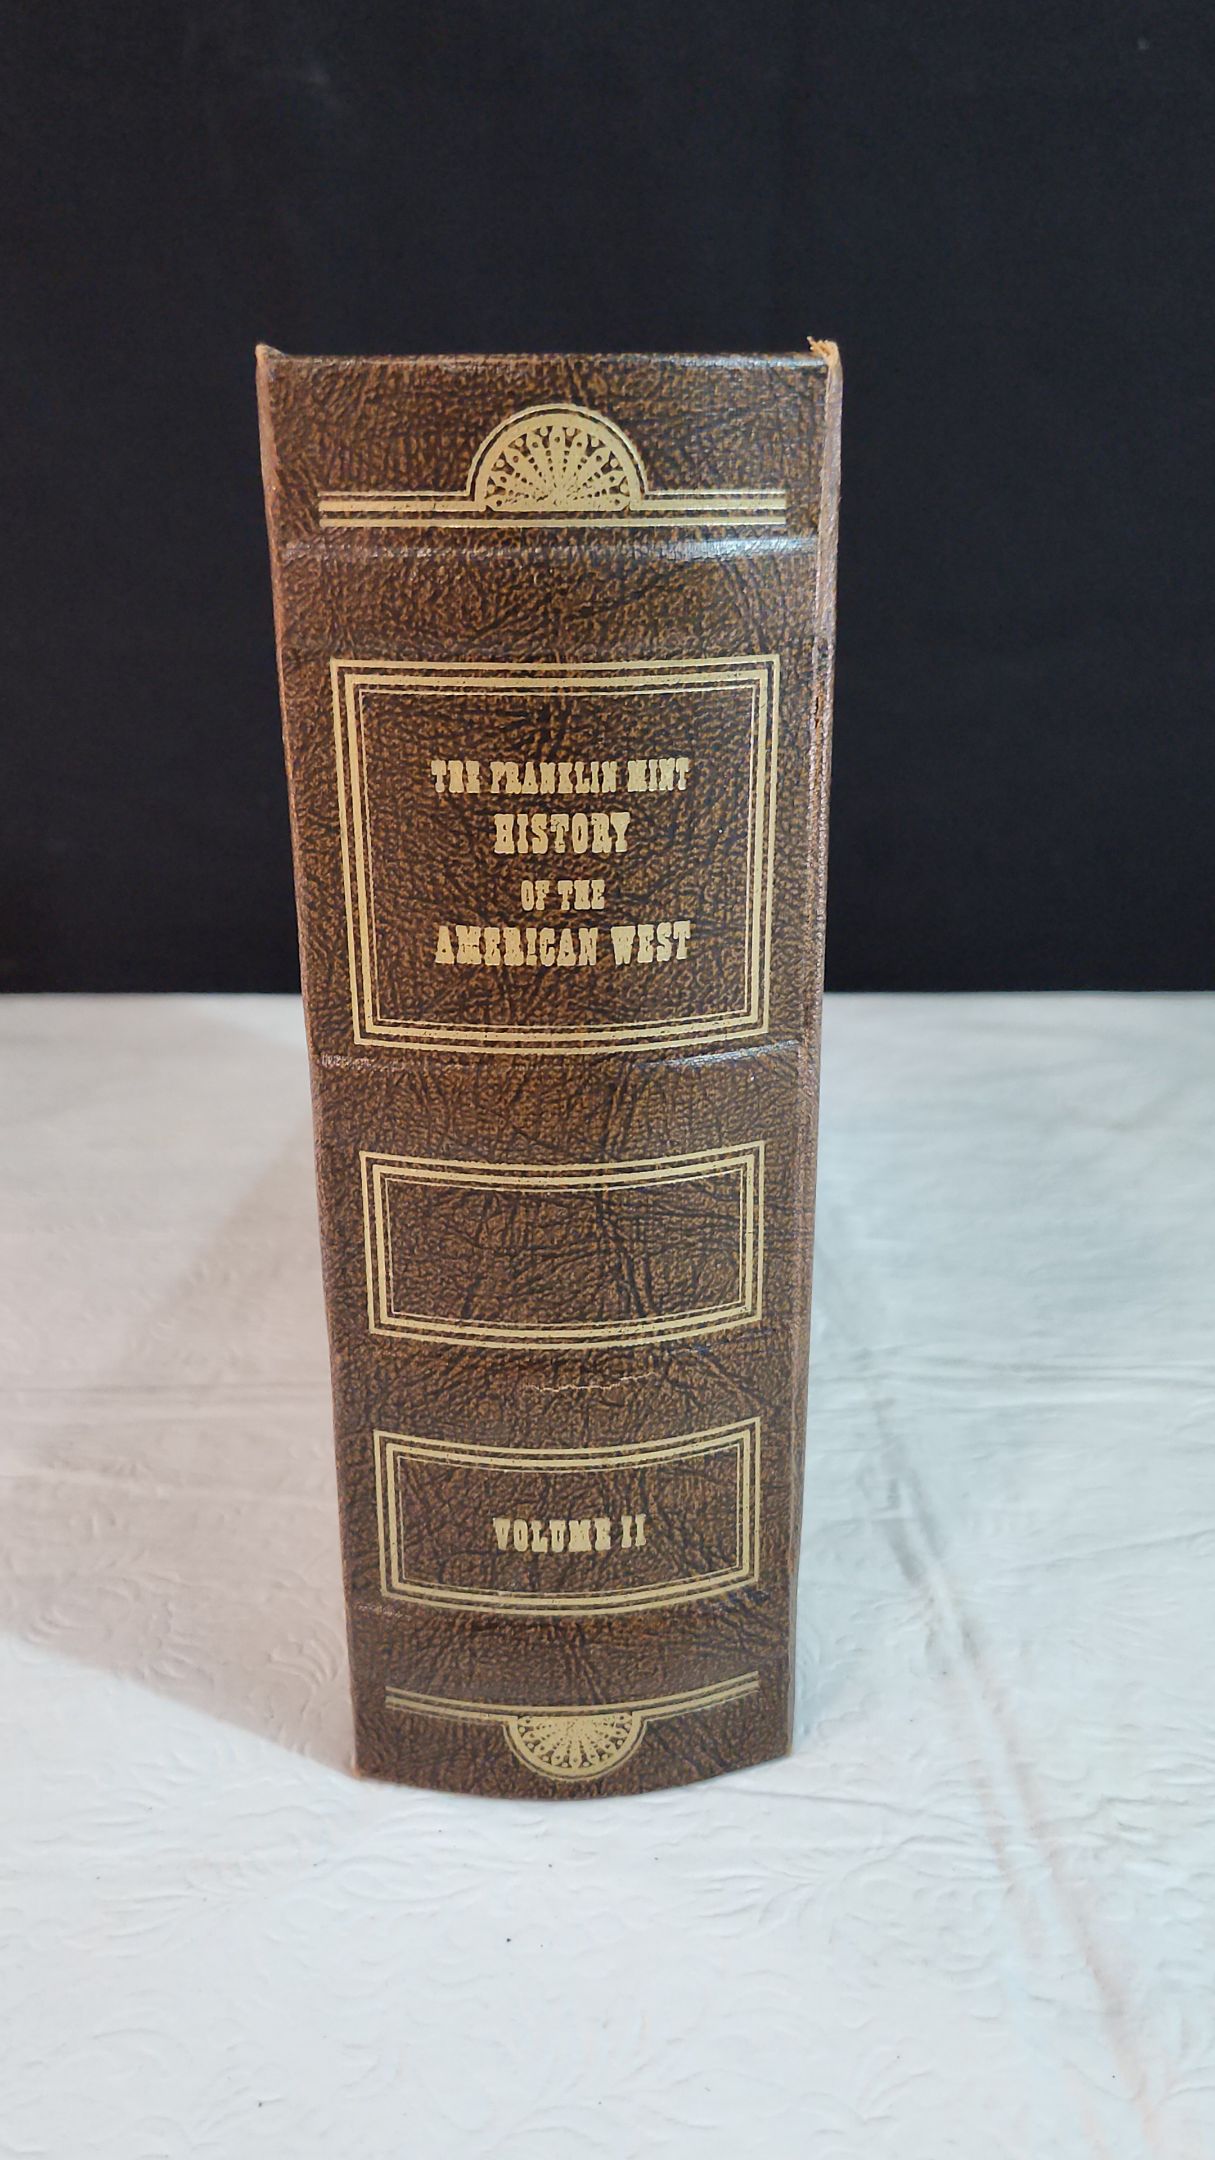 THE FRANKLIN MINT
HISTORY
OF THE
AMERICAN WEST
VOLUME II